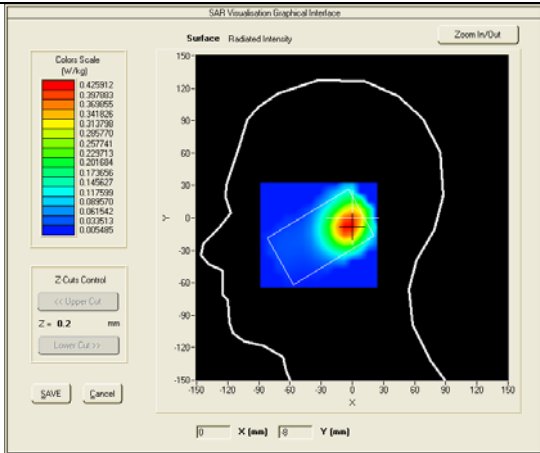 SAR Visualisation Graphical Interface
Surface Radiated Intensity
Zoom In/Out
Colors Scale
(W/kg)
0.425912
0.397883
0.369855
0.341826
0.313798
0.285770
0.257741
0.229713
0.201684
0.173656
0.145627
0.117599
0.089570
0.061542
0.033513
0.005485
Z-Cuts Control
<< Upper Cut
Z = 0.2 mm
Lower Cut >>
SAVE Cancel
150
120
90
60
30
0
-30
-60
-90
-120
-150
Y
-150 -120 -90 -60 -30 0 30 60 90 120 150
X
0 X (mm) -8 Y (mm)